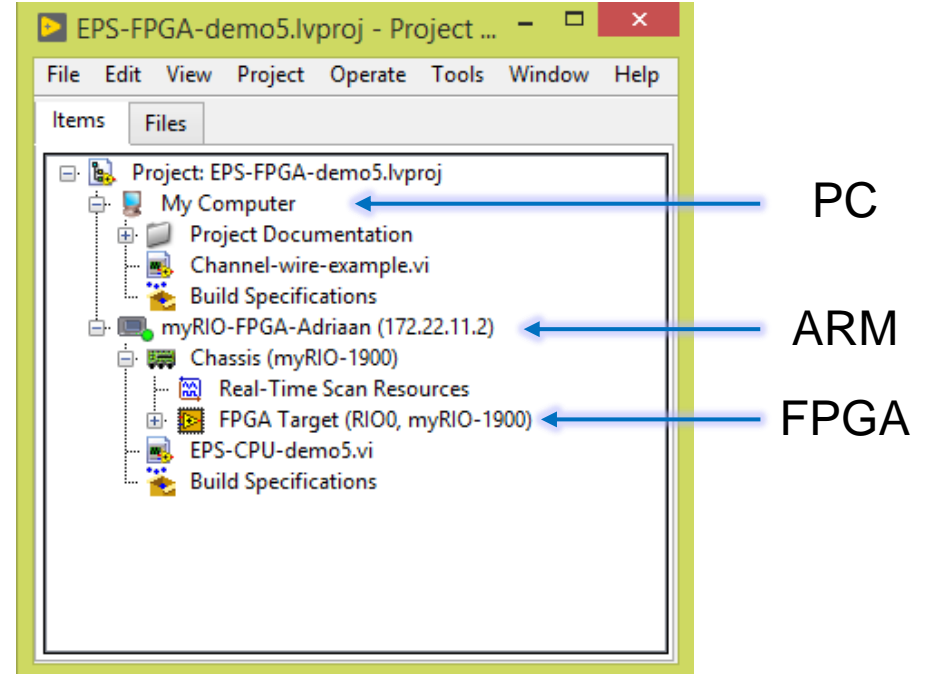 EPS-FPGA-demo5.lvproj - Project ...
File Edit View Project Operate Tools Window Help
Items Files
Project: EPS-FPGA-demo5.lvproj
My Computer
PC
Project Documentation
Channel-wire-example.vi
Build Specifications
myRIO-FPGA-Adriaan (172.22.11.2)
ARM
Chassis (myRIO-1900)
Real-Time Scan Resources
FPGA Target (RIO0, myRIO-1900)
FPGA
EPS-CPU-demo5.vi
Build Specifications